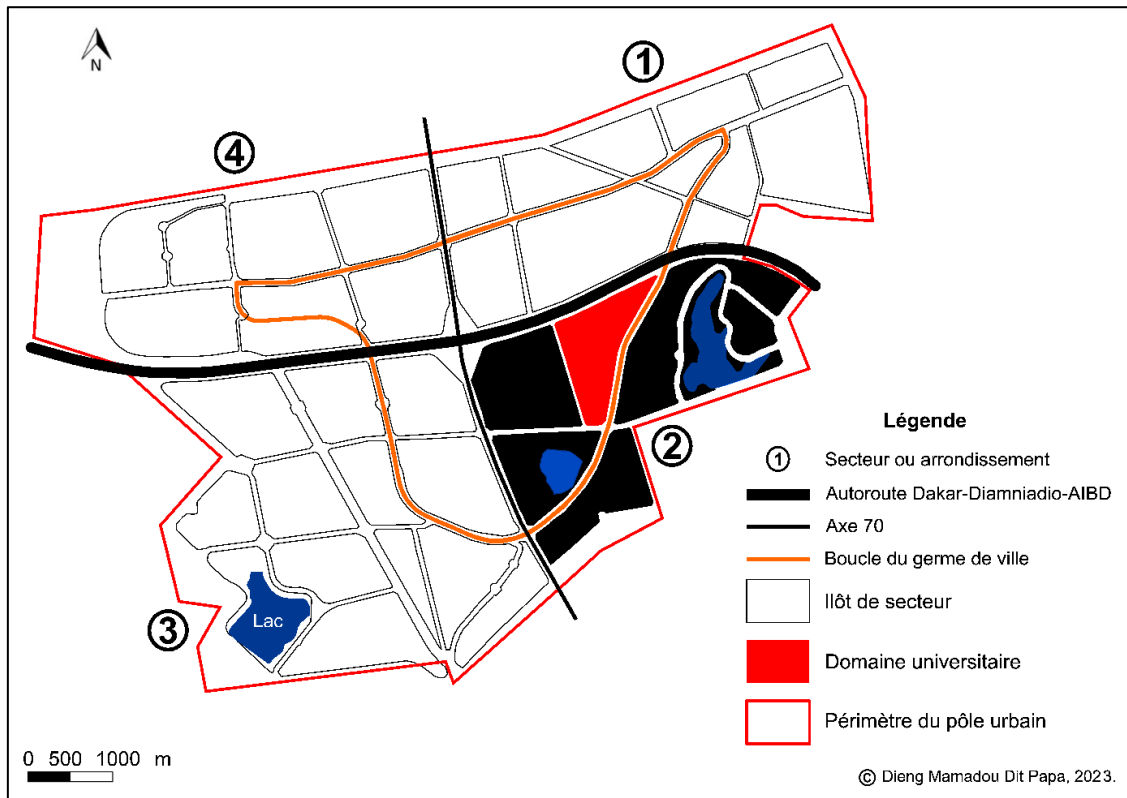 N
①
④
②
③
Lac
Légende
① Secteur ou arrondissement
Autoroute Dakar-Diamniadio-AIBD
Axe 70
Boucle du germe de ville
Ilôt de secteur
Domaine universitaire
Périmètre du pôle urbain
0 500 1000 m
© Dieng Mamadou Dit Papa, 2023.